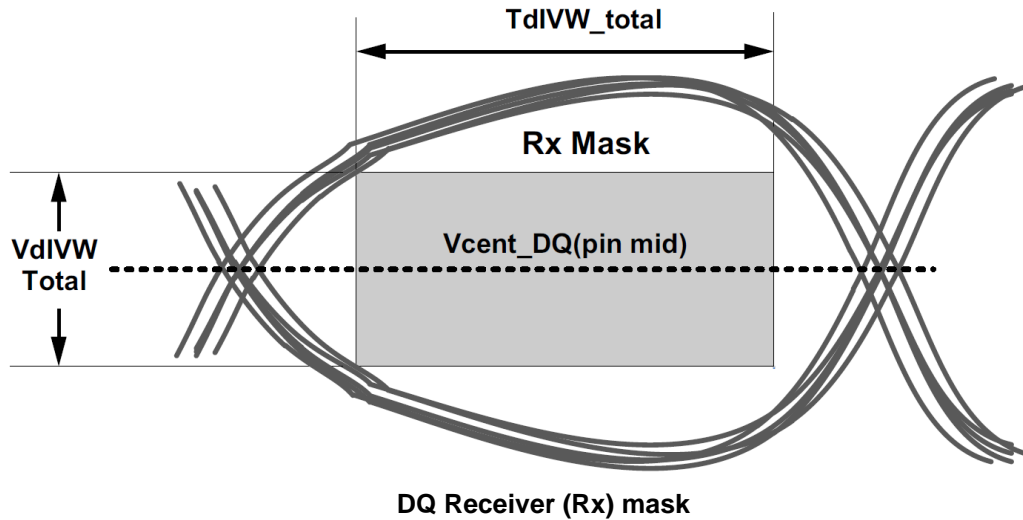 TdIVW_total
Rx Mask
VdIVW
Total
Vcent_DQ(pin mid)
DQ Receiver (Rx) mask